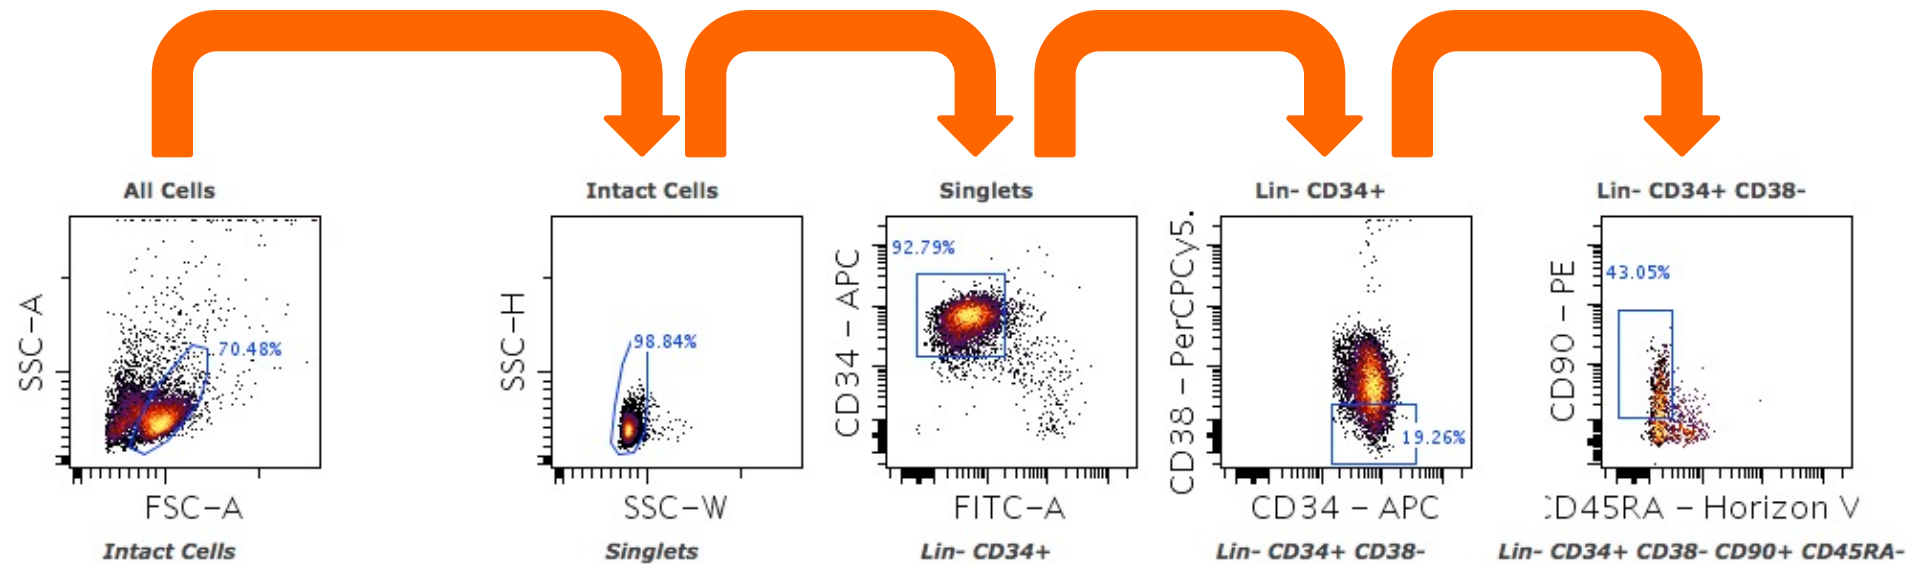 All Cells
Intact Cells
Singlets
Lin- CD34+
Lin- CD34+ CD38-
SSC-A
70.48%
FSC-A
Intact Cells
SSC-H
98.84%
SSC-W
Singlets
CD34 - APC
92.79%
FITC-A
Lin- CD34+
CD38 - PerCPCy5.
19.26%
CD34 - APC
Lin- CD34+ CD38-
CD90 - PE
43.05%
CD45RA - Horizon V
Lin- CD34+ CD38- CD90+ CD45RA-